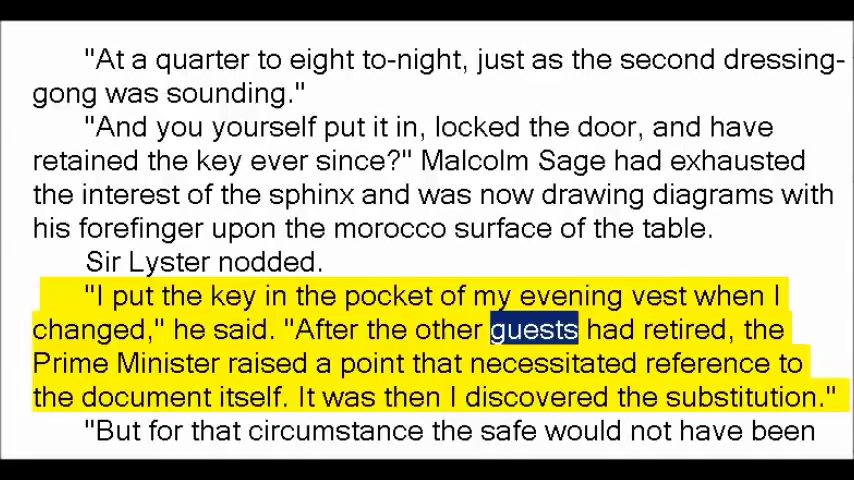 "At a quarter to eight to-night, just as the second dressing-
gong was sounding."
"And you yourself put it in, locked the door, and have
retained the key ever since?" Malcolm Sage had exhausted
the interest of the sphinx and was now drawing diagrams with
his forefinger upon the morocco surface of the table.
Sir Lyster nodded.
"I put the key in the pocket of my evening vest when I
changed," he said. "After the other guests had retired, the
Prime Minister raised a point that necessitated reference to
the document itself. It was then I discovered the substitution."
"But for that circumstance the safe would not have been